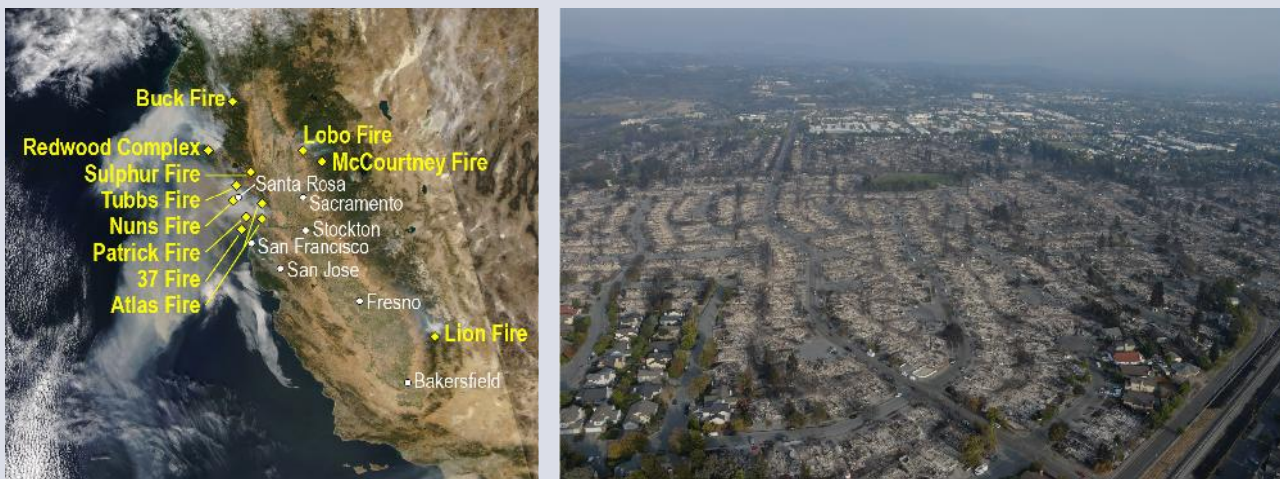 Buck Fire
Redwood Complex
Lobo Fire
McCourtney Fire
Sulphur Fire
Santa Rosa
Tubbs Fire
Sacramento
Nuns Fire
Stockton
Patrick Fire
San Francisco
37 Fire
San Jose
Atlas Fire
Fresno
Lion Fire
Bakersfield